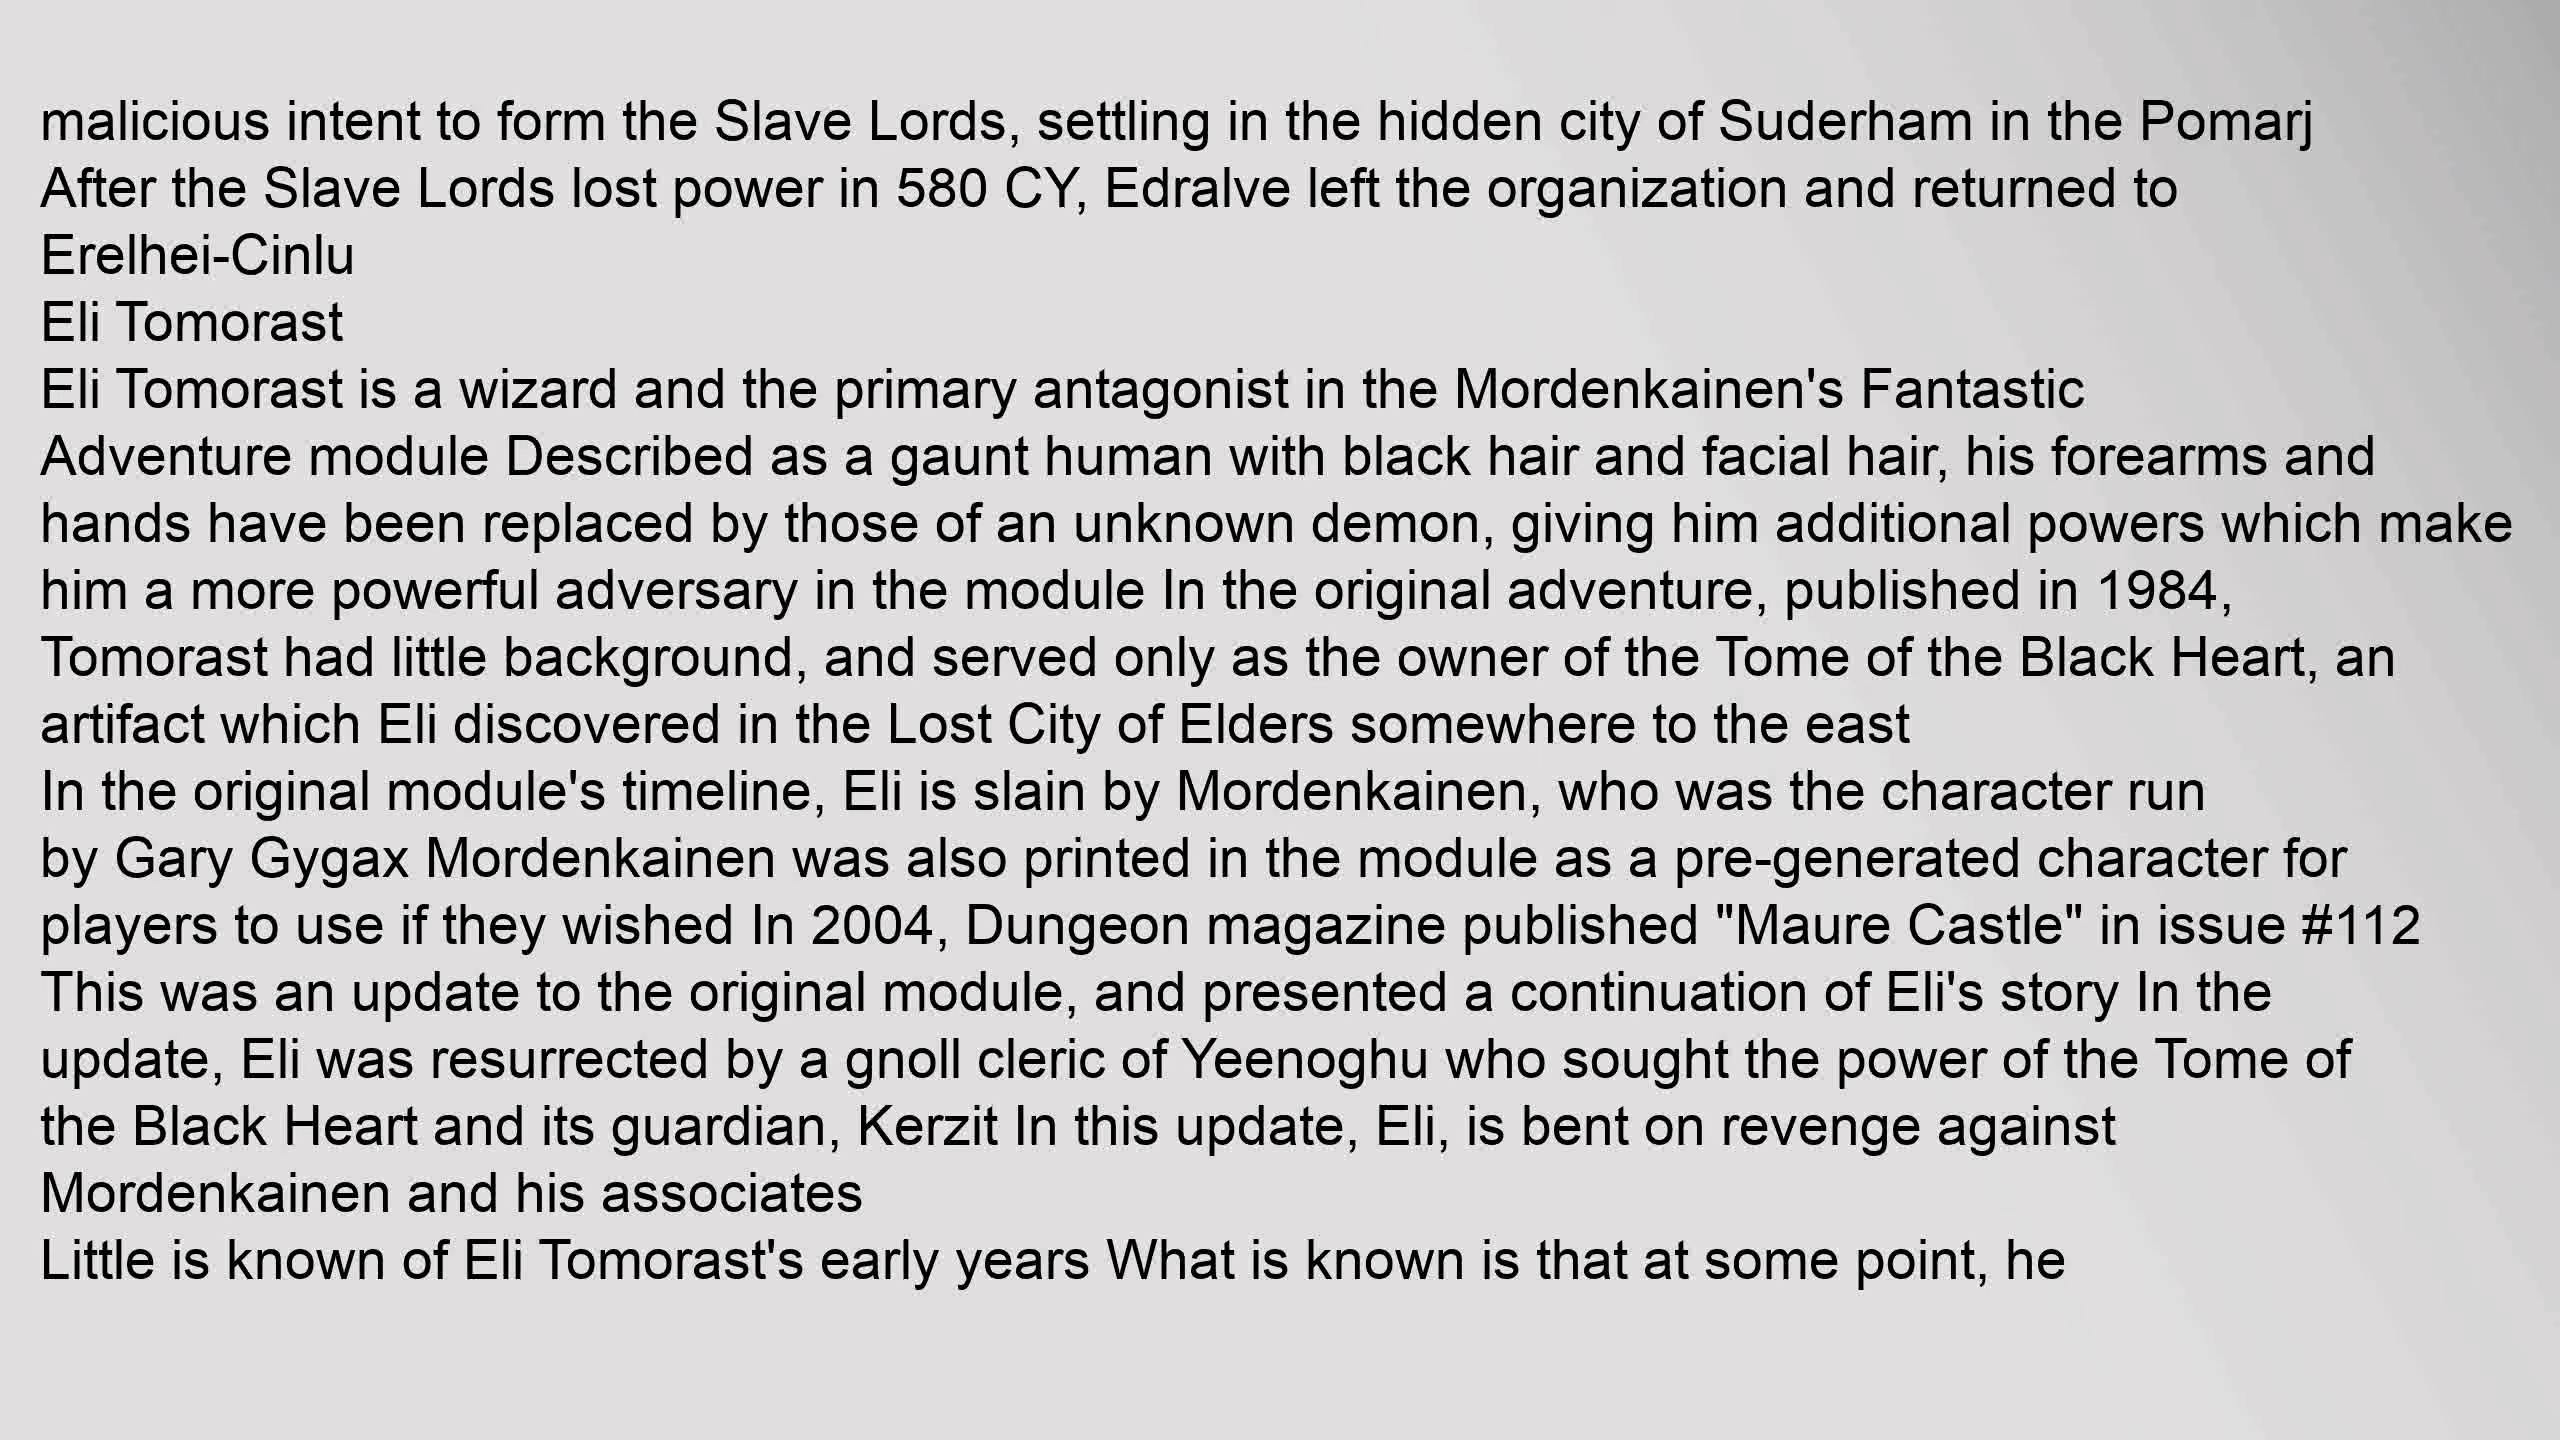 malicious intent to form the Slave Lords, settling in the hidden city of Suderham in the Pomarj
After the Slave Lords lost power in 580 CY, Edralve left the organization and returned to
Erelhei-Cinlu
Eli Tomorast
Eli Tomorast is a wizard and the primary antagonist in the Mordenkainen's Fantastic
Adventure module Described as a gaunt human with black hair and facial hair, his forearms and
hands have been replaced by those of an unknown demon, giving him additional powers which make
him a more powerful adversary in the module In the original adventure, published in 1984,
Tomorast had little background, and served only as the owner of the Tome of the Black Heart, an
artifact which Eli discovered in the Lost City of Elders somewhere to the east
In the original module's timeline, Eli is slain by Mordenkainen, who was the character run
by Gary Gygax Mordenkainen was also printed in the module as a pre-generated character for
players to use if they wished In 2004, Dungeon magazine published "Maure Castle" in issue #112
This was an update to the original module, and presented a continuation of Eli's story In the
update, Eli was resurrected by a gnoll cleric of Yeenoghu who sought the power of the Tome of
the Black Heart and its guardian, Kerzit In this update, Eli, is bent on revenge against
Mordenkainen and his associates
Little is known of Eli Tomorast's early years What is known is that at some point, he